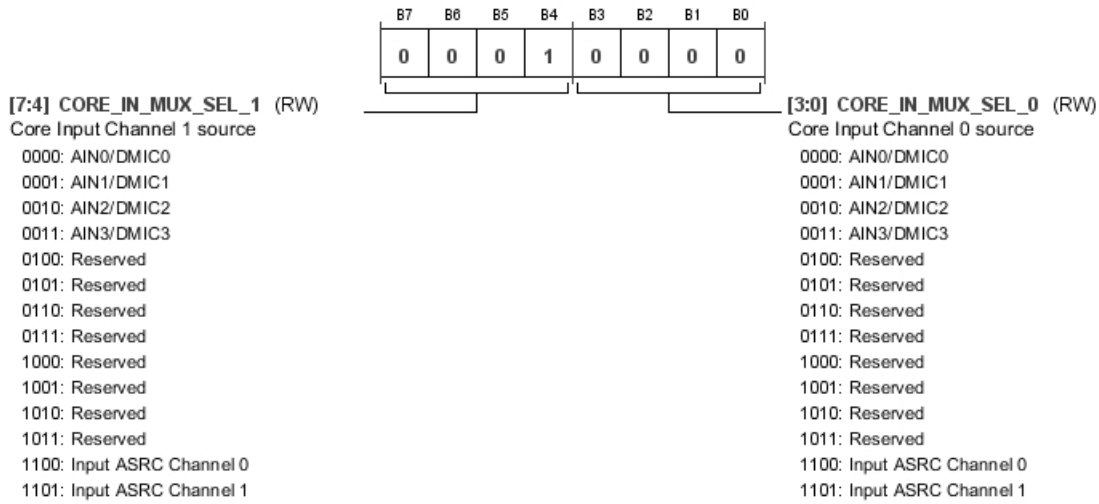 B7 B6 B5 B4 B3 B2 B1 B0
0 0 0 1 0 0 0 0
[7:4] CORE_IN_MUX_SEL_1 (RW)
Core Input Channel 1 source
0000: AIN0/DMIC0
0001: AIN1/DMIC1
0010: AIN2/DMIC2
0011: AIN3/DMIC3
0100: Reserved
0101: Reserved
0110: Reserved
0111: Reserved
1000: Reserved
1001: Reserved
1010: Reserved
1011: Reserved
1100: Input ASRC Channel 0
1101: Input ASRC Channel 1
[3:0] CORE_IN_MUX_SEL_0 (RW)
Core Input Channel 0 source
0000: AIN0/DMIC0
0001: AIN1/DMIC1
0010: AIN2/DMIC2
0011: AIN3/DMIC3
0100: Reserved
0101: Reserved
0110: Reserved
0111: Reserved
1000: Reserved
1001: Reserved
1010: Reserved
1011: Reserved
1100: Input ASRC Channel 0
1101: Input ASRC Channel 1